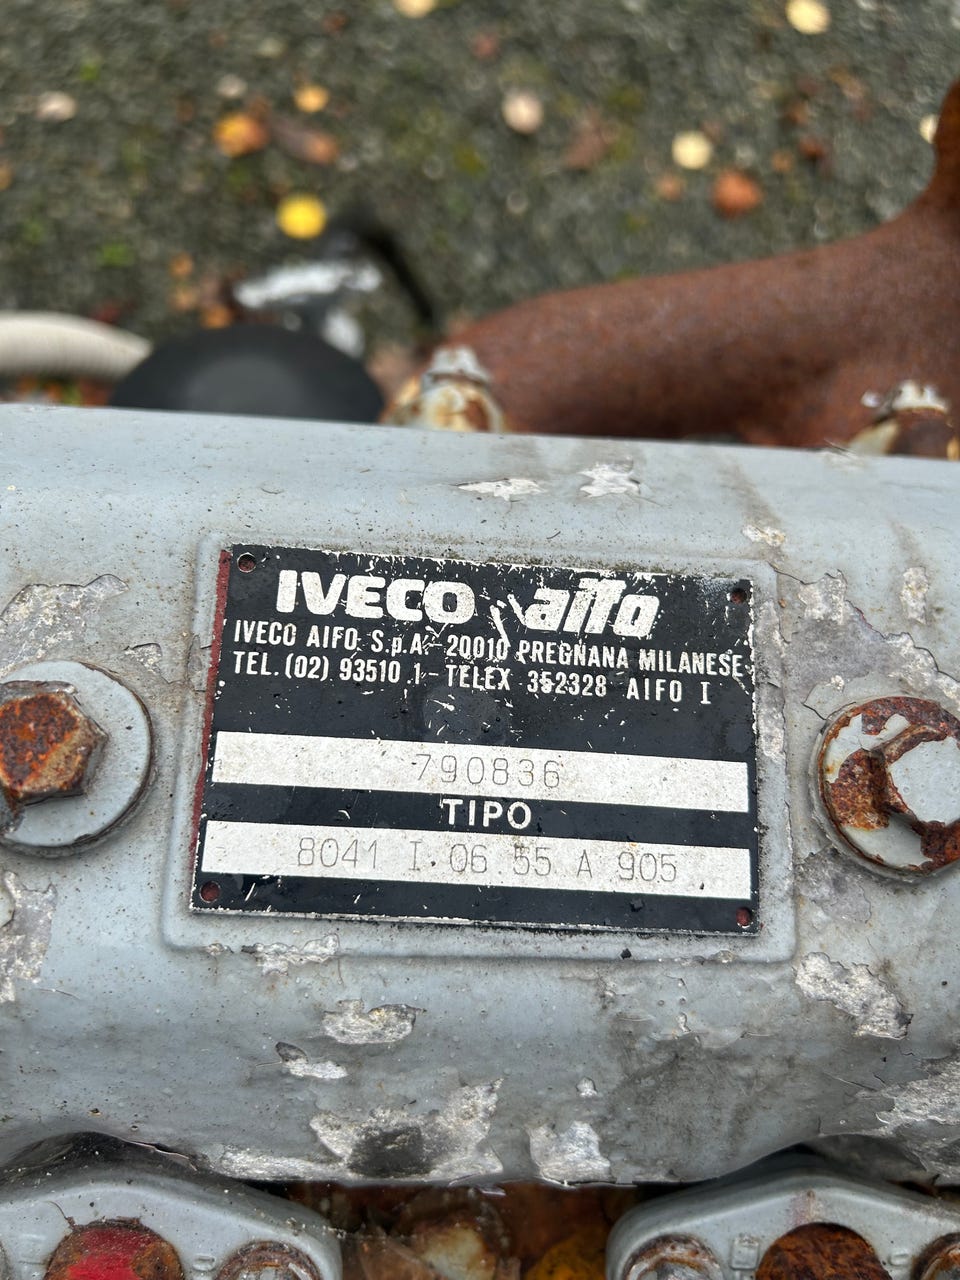 IVECO aifo
IVECO AIFO S.p.A. - 20010 PREGNANA MILANESE
TEL. (02) 93510.1 - TELEX 352328 AIFO I
790836
TIPO
8041 I.06 55 A 905